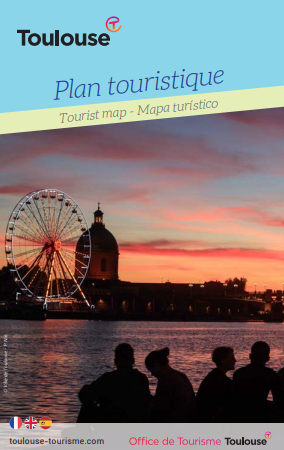 Toulouse
Plan touristique
Tourist map - Mapa turístico
toulouse-tourisme.com
Office de Tourisme Toulouse